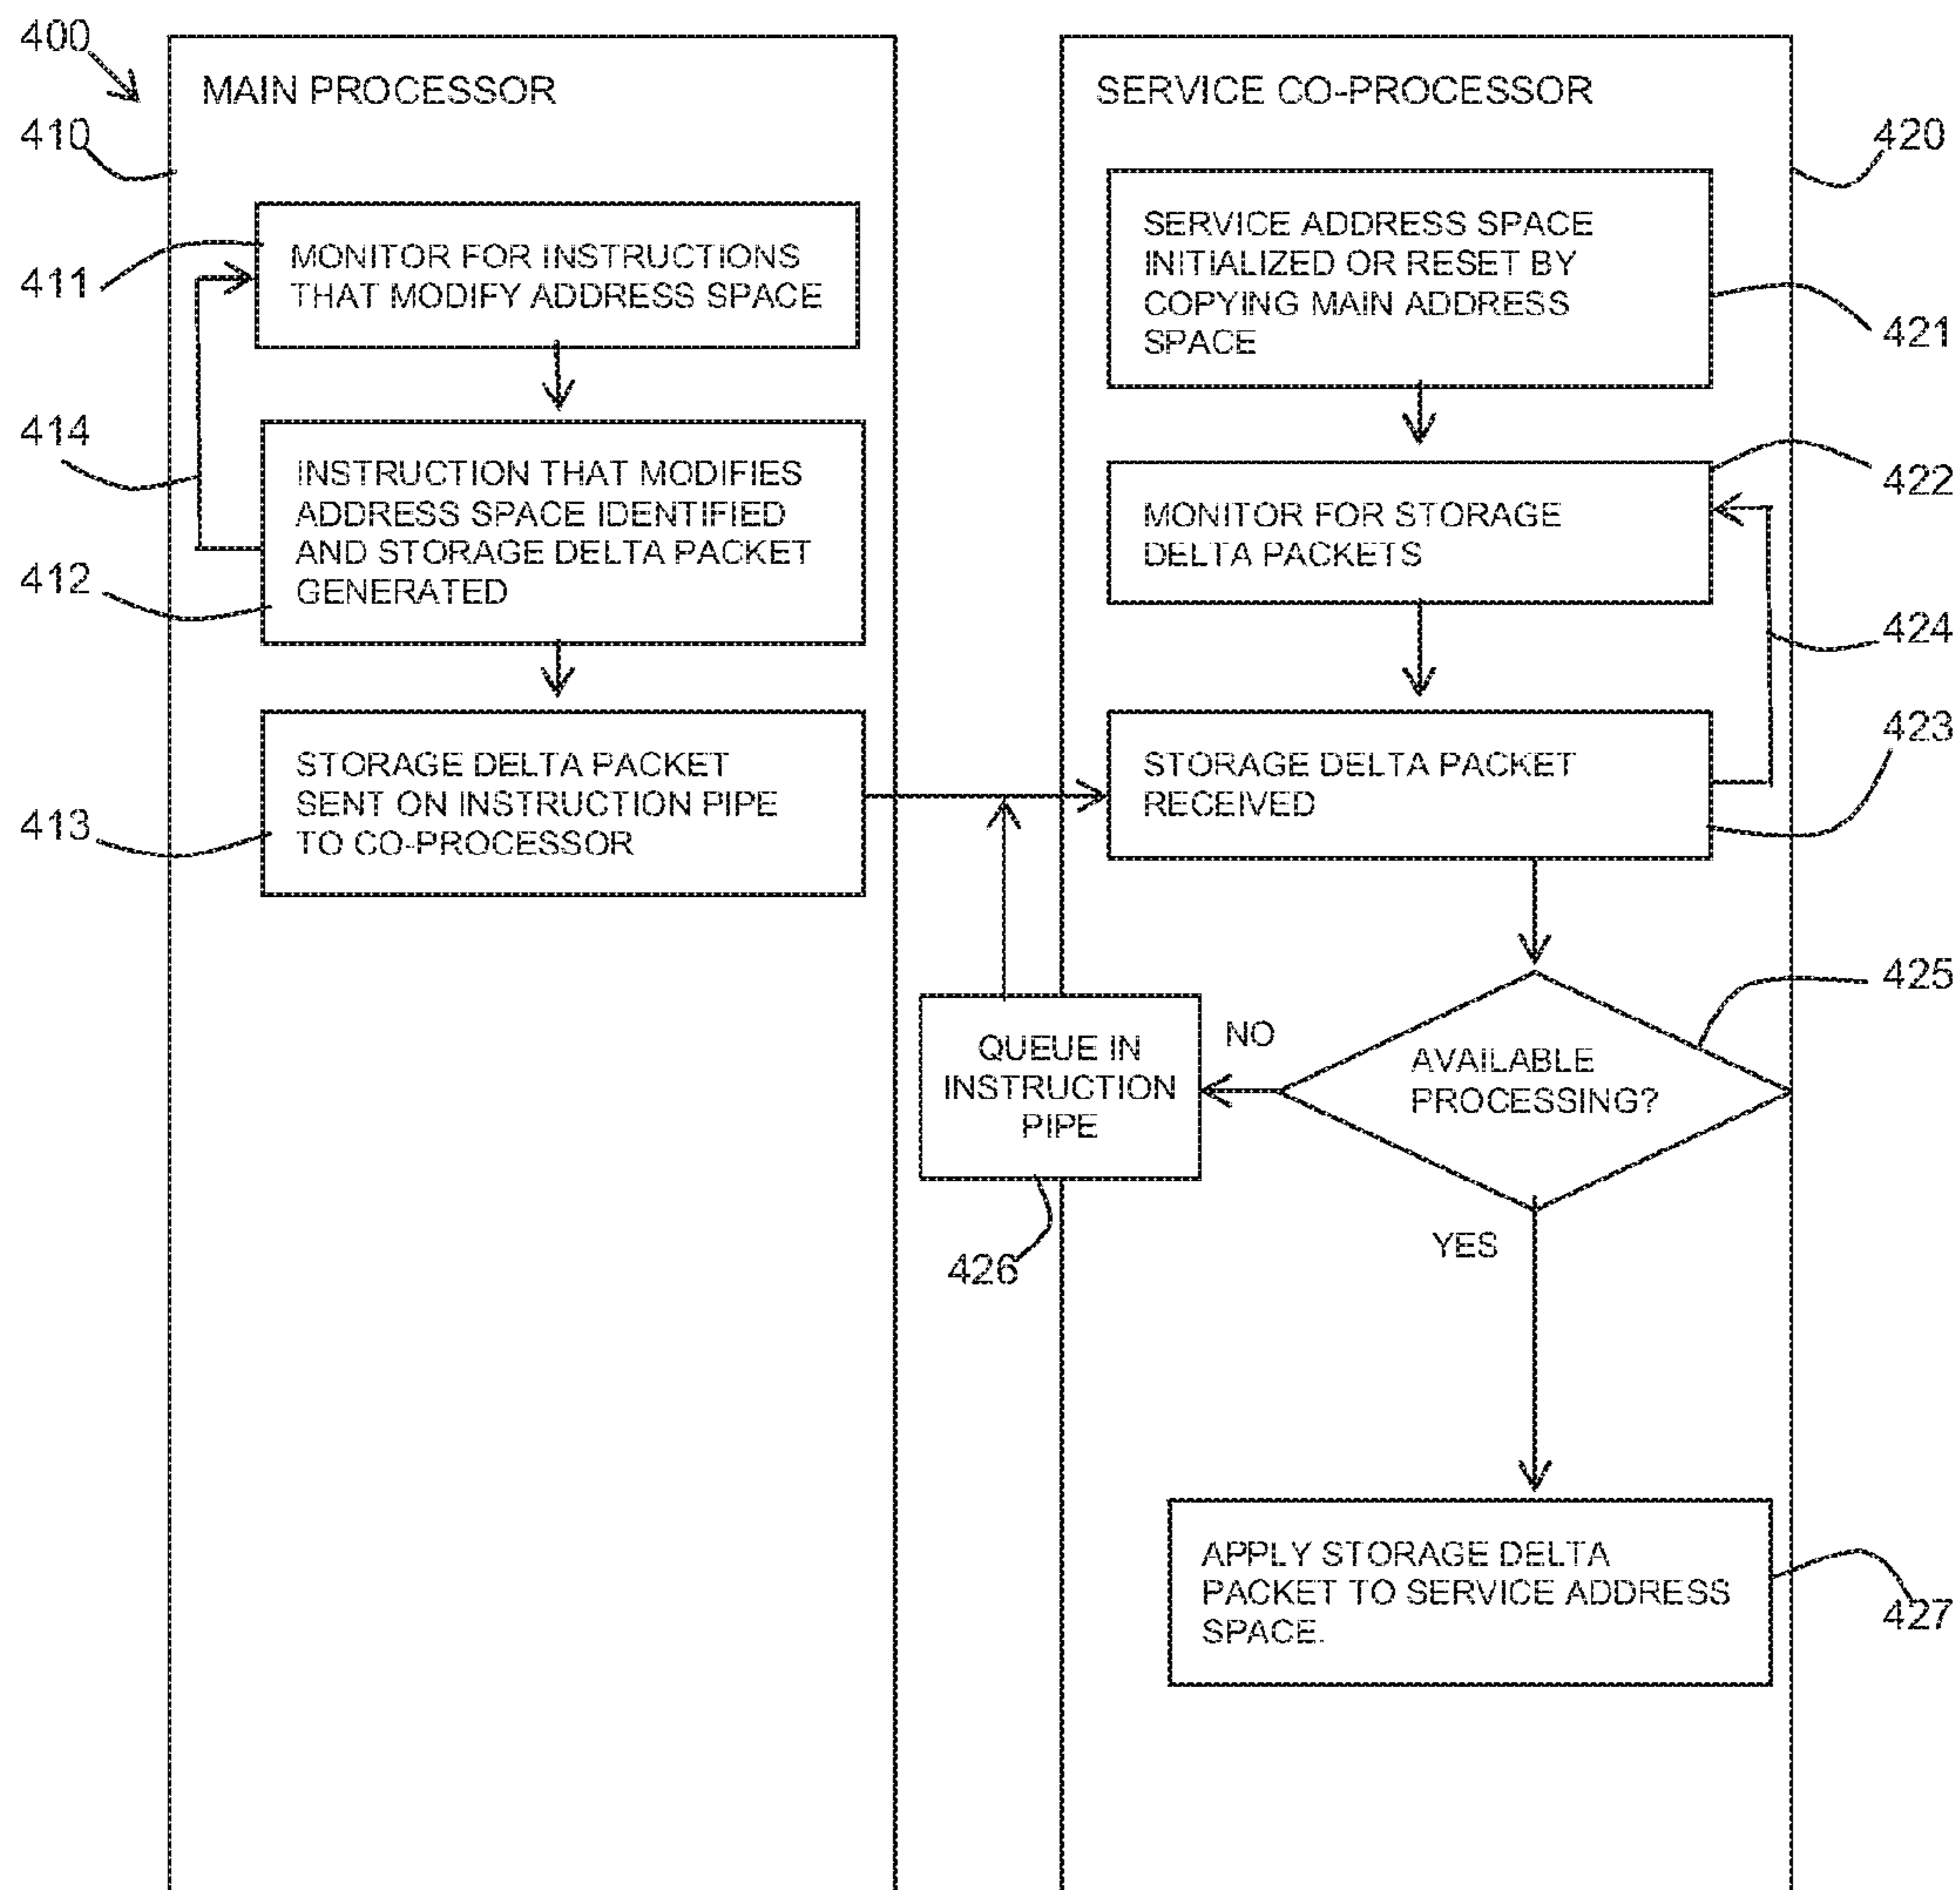 400
MAIN PROCESSOR
410
411
MONITOR FOR INSTRUCTIONS
THAT MODIFY ADDRESS SPACE
414
INSTRUCTION THAT MODIFIES
ADDRESS SPACE IDENTIFIED
AND STORAGE DELTA PACKET
GENERATED
412
STORAGE DELTA PACKET
SENT ON INSTRUCTION PIPE
TO CO-PROCESSOR
413
SERVICE CO-PROCESSOR
420
SERVICE ADDRESS SPACE
INITIALIZED OR RESET BY
COPYING MAIN ADDRESS
SPACE
421
422
MONITOR FOR STORAGE
DELTA PACKETS
424
423
STORAGE DELTA PACKET
RECEIVED
425
AVAILABLE
PROCESSING?
NO
QUEUE IN
INSTRUCTION
PIPE
426
YES
APPLY STORAGE DELTA
PACKET TO SERVICE ADDRESS
SPACE.
427